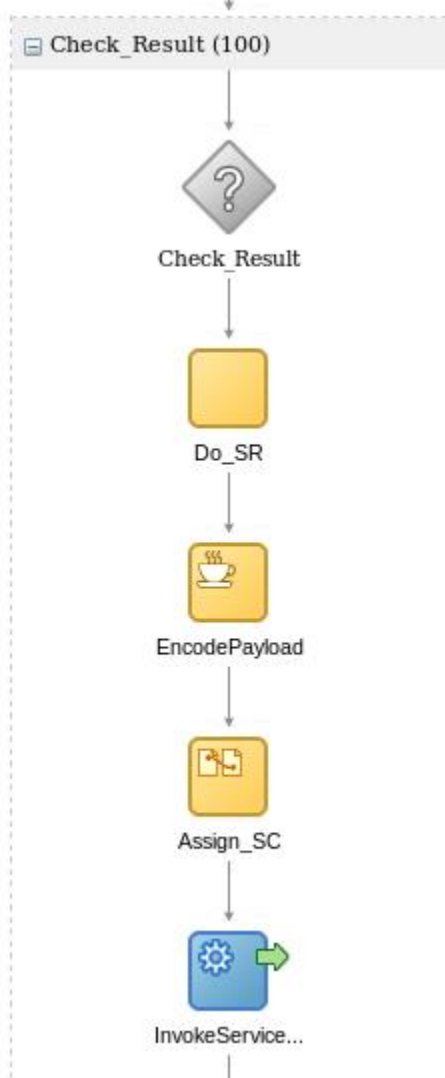 Check_Result (100)
?
Check_Result
Do_SR
EncodePayload
Assign_SC
InvokeService...